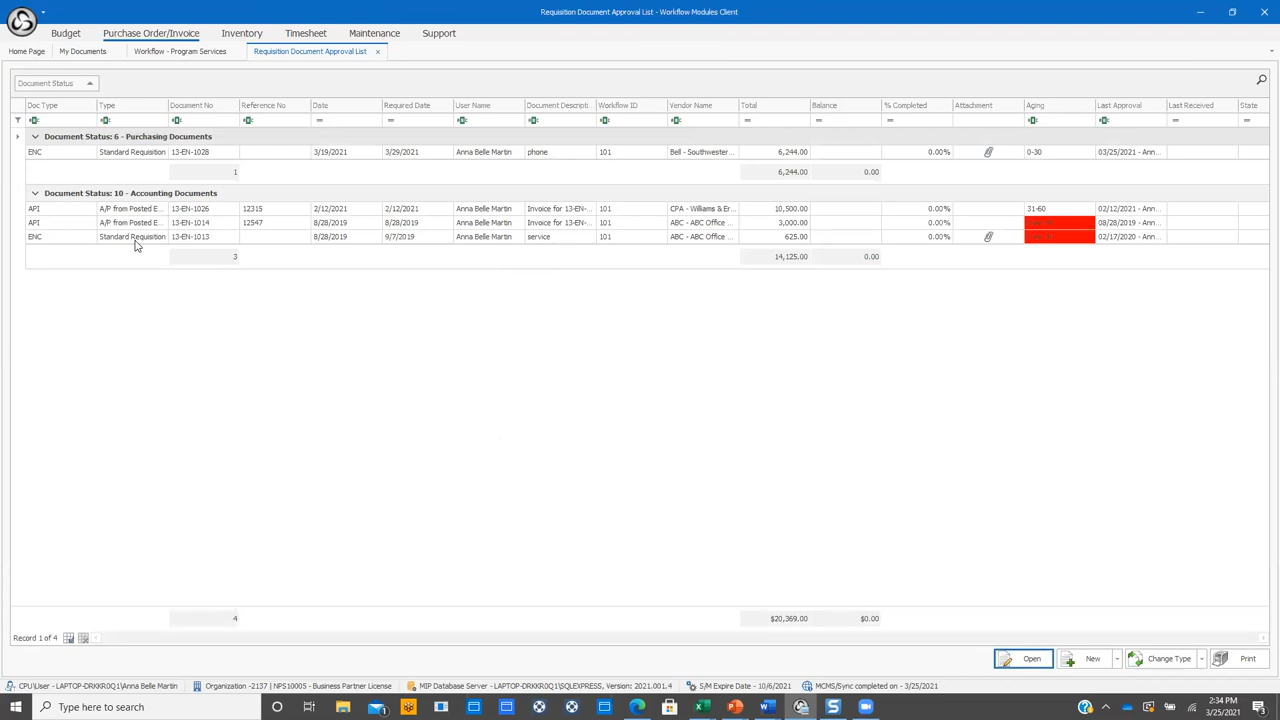 Requisition Document Approval List - Workflow Modules Client
Budget Purchase Order/Invoice Inventory Timesheet Maintenance Support
Home Page My Documents Workflow - Program Services Requisition Document Approval List ×
Document Status
Doc Type Type Document No Reference No Date Required Date User Name Document Descripti... Workflow ID Vendor Name Total Balance % Completed Attachment Aging Last Approval Last Received State
Document Status: 6 - Purchasing Documents
ENC Standard Requisition 13-EN-1028 3/19/2021 3/29/2021 Anna Belle Martin phone 101 Bell - Southwester... 6,244.00 0.00% 0-30 03/25/2021 - Ann...
1 6,244.00 0.00
Document Status: 10 - Accounting Documents
API A/P from Posted E... 13-EN-1026 12315 2/12/2021 2/12/2021 Anna Belle Martin Invoice for 13-EN-... 101 CPA - Williams & Er... 10,500.00 0.00% 31-60 02/12/2021 - Ann...
API A/P from Posted E... 13-EN-1014 12547 8/28/2019 8/28/2019 Anna Belle Martin Invoice for 13-EN-... 101 ABC - ABC Office ... 3,000.00 0.00% 08/28/2019 - Ann...
ENC Standard Requisition 13-EN-1013 8/28/2019 9/7/2019 Anna Belle Martin service 101 ABC - ABC Office ... 625.00 0.00% 02/17/2020 - Ann...
3 14,125.00 0.00
4 $20,369.00 $0.00
Record 1 of 4
Open New Change Type Print
CPU\User - LAPTOP-DRKKR0Q1\Anna Belle Martin Organization -2137 | NPS10005 - Business Partner License MIP Database Server - LAPTOP-DRKKR0Q1\SQLEXPRESS, Version: 2021.001.4 S/M Expire Date - 10/6/2021 MCMS/Sync completed on - 3/25/2021
Type here to search
2:34 PM
3/25/2021